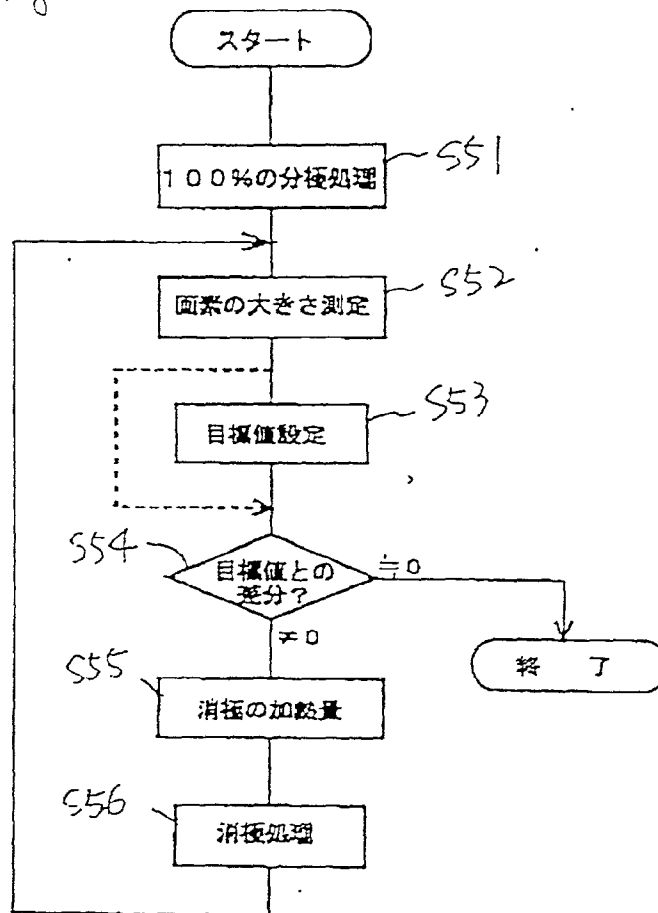 スタート
100%の分極処理
S51
画素の大きさ測定
S52
目標値設定
S53
S54
目標値との
差分?
≒0
≠0
終 了
S55
消極の加熱量
S56
消極処理